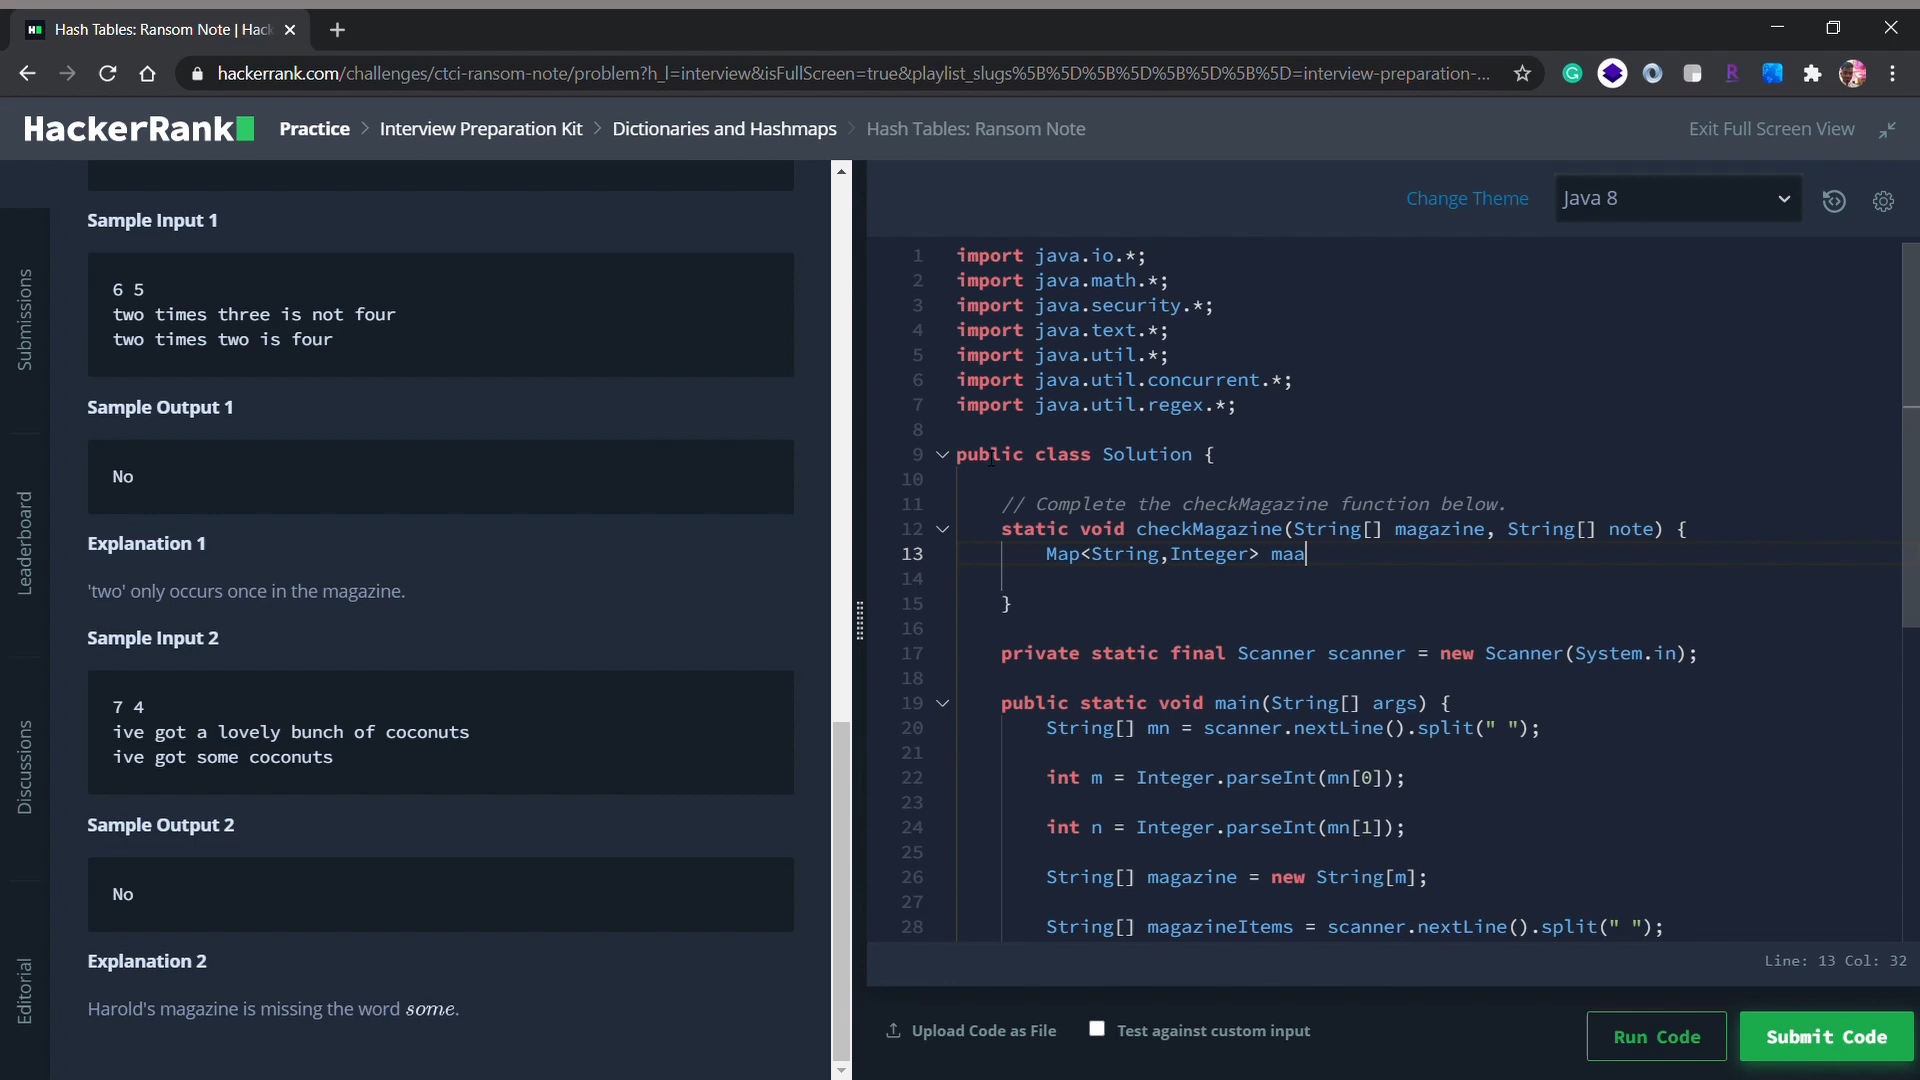 Hash Tables: Ransom Note | Hack
hackerrank.com/challenges/ctci-ransom-note/problem?h_l=interview&isFullScreen=true&playlist_slugs%5B%5D%5B%5D%5B%5D%5B%5D=interview-preparation-...
HackerRank
Practice > Interview Preparation Kit > Dictionaries and Hashmaps > Hash Tables: Ransom Note
Exit Full Screen View
Submissions
Leaderboard
Discussions
Editorial
Sample Input 1
6 5
two times three is not four
two times two is four
Sample Output 1
No
Explanation 1
'two' only occurs once in the magazine.
Sample Input 2
7 4
ive got a lovely bunch of coconuts
ive got some coconuts
Sample Output 2
No
Explanation 2
Harold's magazine is missing the word some.
Change Theme
Java 8
1 import java.io.*;
2 import java.math.*;
3 import java.security.*;
4 import java.text.*;
5 import java.util.*;
6 import java.util.concurrent.*;
7 import java.util.regex.*;
8
9 public class Solution {
10
11 // Complete the checkMagazine function below.
12 static void checkMagazine(String[] magazine, String[] note) {
13 Map<String,Integer> maa
14
15 }
16
17 private static final Scanner scanner = new Scanner(System.in);
18
19 public static void main(String[] args) {
20 String[] mn = scanner.nextLine().split(" ");
21
22 int m = Integer.parseInt(mn[0]);
23
24 int n = Integer.parseInt(mn[1]);
25
26 String[] magazine = new String[m];
27
28 String[] magazineItems = scanner.nextLine().split(" ");
Line: 13 Col: 32
Upload Code as File
Test against custom input
Run Code
Submit Code